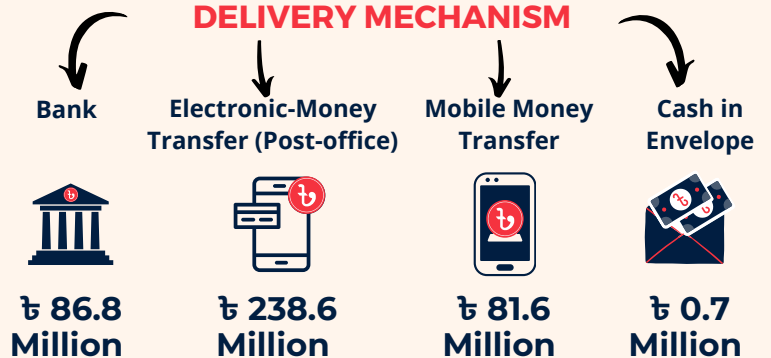 DELIVERY MECHANISM
Bank
Electronic-Money
Transfer (Post-office)
Mobile Money
Transfer
Cash in
Envelope
৳
৳
৳
৳
৳
৳ 86.8
Million
৳ 238.6
Million
৳ 81.6
Million
৳ 0.7
Million